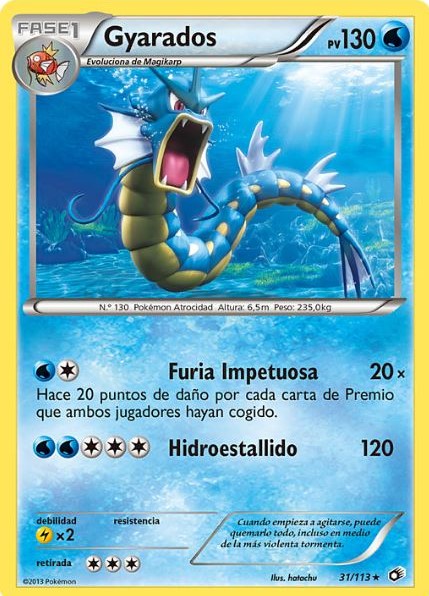 FASE1
Gyarados
PV130
Evoluciona de Magikarp
N.º 130 Pokémon Atrocidad Altura: 6,5m Peso: 235,0kg
Furia Impetuosa 20×
Hace 20 puntos de daño por cada carta de Premio
que ambos jugadores hayan cogido.
Hidroestallido 120
debilidad resistencia
×2
Cuando empieza a agitarse, puede
quemarlo todo, incluso en medio
de la más violenta tormenta.
retirada
©2013 Pokémon
Ilus. hatachu
31/113 ★